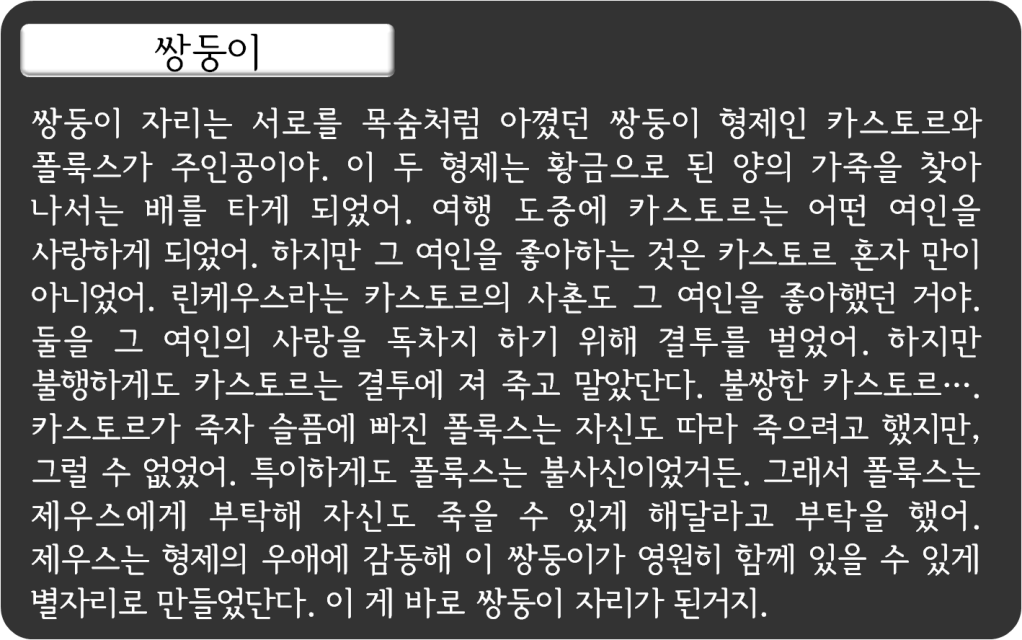 쌍둥이
쌍둥이 자리는 서로를 목숨처럼 아꼈던 쌍둥이 형제인 카스토르와
폴룩스가 주인공이야. 이 두 형제는 황금으로 된 양의 가죽을 찾아
나서는 배를 타게 되었어. 여행 도중에 카스토르는 어떤 여인을
사랑하게 되었어. 하지만 그 여인을 좋아하는 것은 카스토르 혼자 만이
아니었어. 린케우스라는 카스토르의 사촌도 그 여인을 좋아했던 거야.
둘을 그 여인의 사랑을 독차지 하기 위해 결투를 벌었어. 하지만
불행하게도 카스토르는 결투에 져 죽고 말았단다. 불쌍한 카스토르….
카스토르가 죽자 슬픔에 빠진 폴룩스는 자신도 따라 죽으려고 했지만,
그럴 수 없었어. 특이하게도 폴룩스는 불사신이었거든. 그래서 폴룩스는
제우스에게 부탁해 자신도 죽을 수 있게 해달라고 부탁을 했어.
제우스는 형제의 우애에 감동해 이 쌍둥이가 영원히 함께 있을 수 있게
별자리로 만들었단다. 이 게 바로 쌍둥이 자리가 된거지.